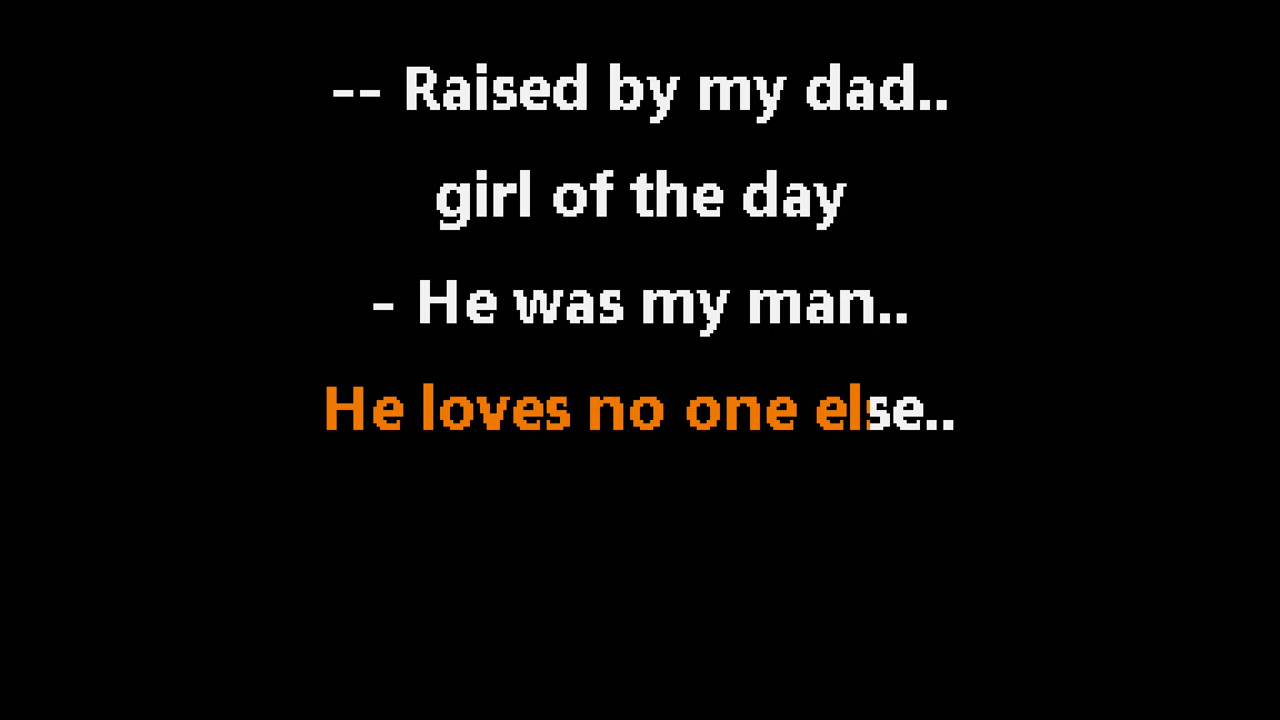 -- Raised by my dad..
girl of the day
- He was my man..
He loves no one else..